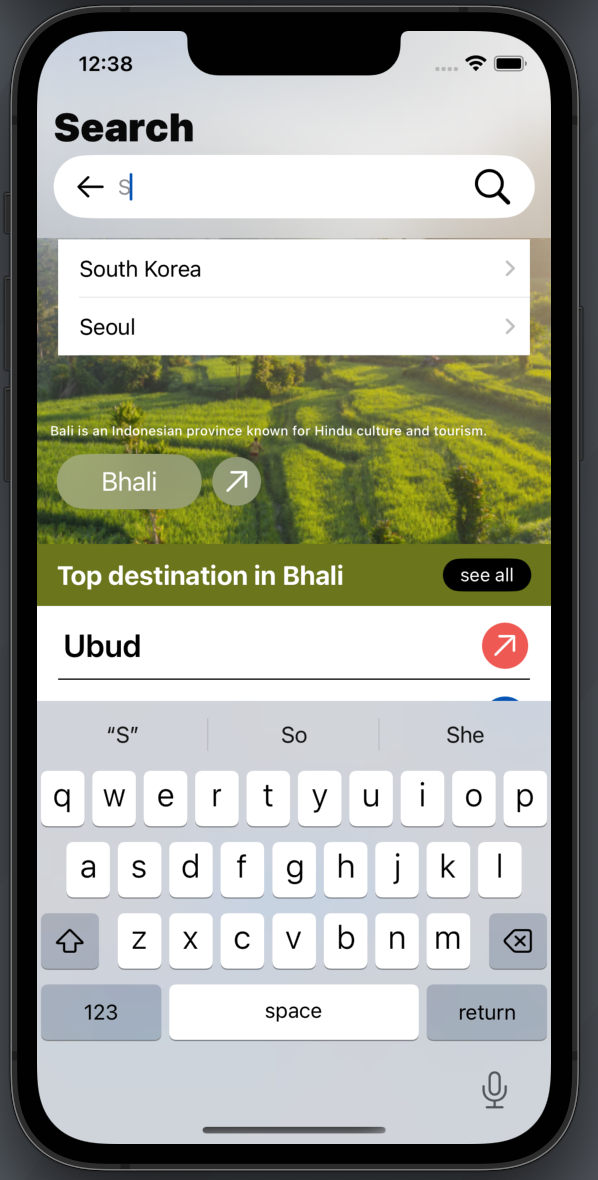 12:38
Search
S
South Korea
Seoul
Bali is an Indonesian province known for Hindu culture and tourism.
Bhali
Top destination in Bhali
see all
Ubud
“S”
So
She
q w e r t y u i o p
a s d f g h j k l
z x c v b n m
123
space
return